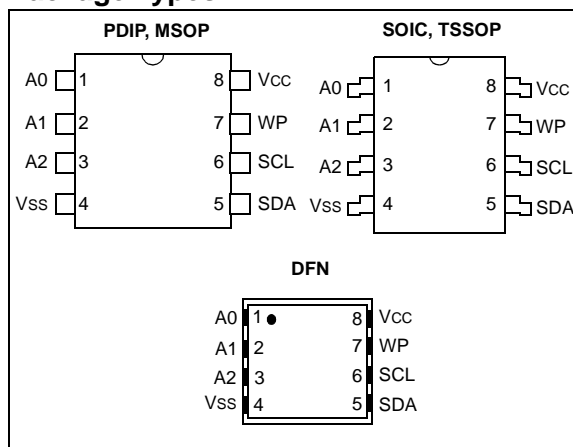 PDIP, MSOP
A0 1 8 VCC
A1 2 7 WP
A2 3 6 SCL
VSS 4 5 SDA
SOIC, TSSOP
A0 1 8 VCC
A1 2 7 WP
A2 3 6 SCL
VSS 4 5 SDA
DFN
A0 1 8 VCC
A1 2 7 WP
A2 3 6 SCL
VSS 4 5 SDA